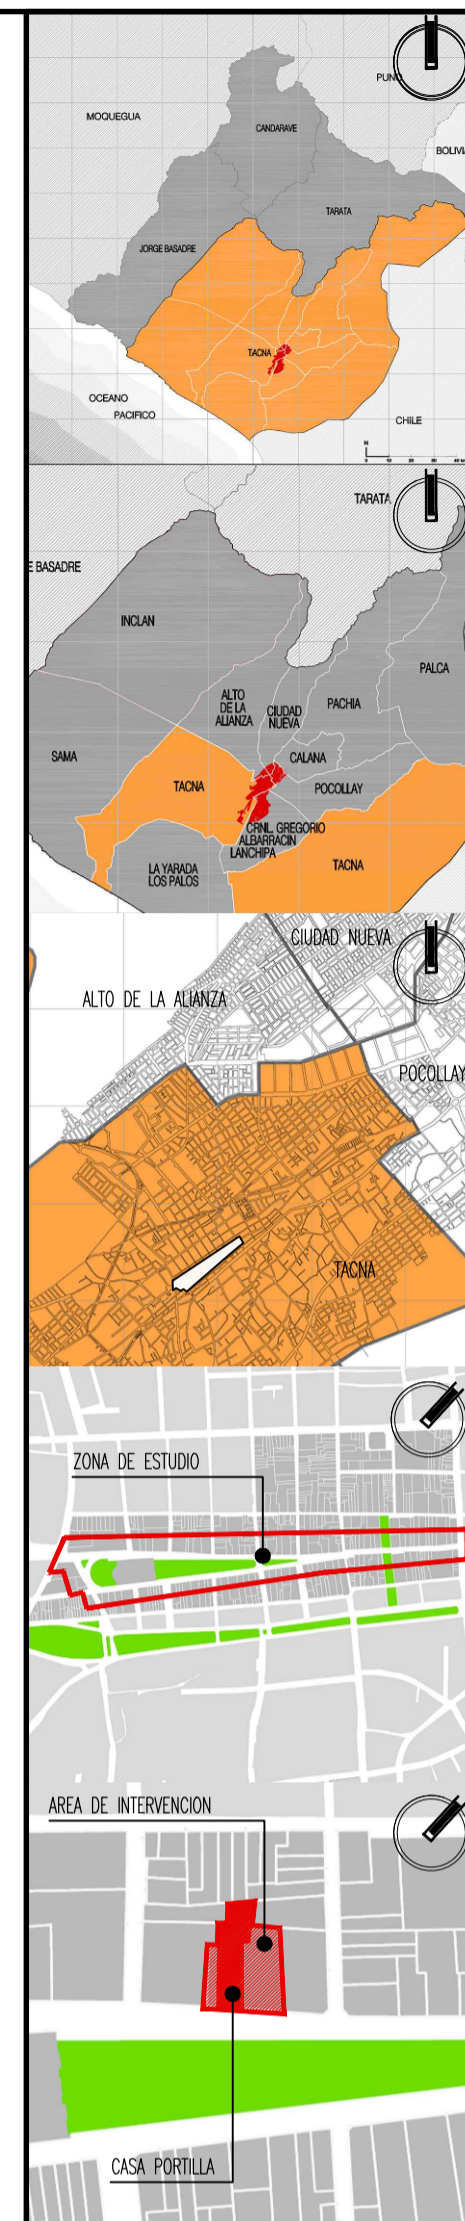 PUNO
MOQUEGUA
CANDARAVE
BOLIVIA
TARATA
JORGE BASADRE
TACNA
OCEANO
PACIFICO
CHILE
N
TARATA
E BASADRE
INCLAN
PALCA
ALTO
DE LA
ALIANZA
CIUDAD
NUEVA
PACHIA
SAMA
CALANA
TACNA
POCOLLAY
CRNL. GREGORIO
ALBARRACIN
LANCHIPA
LA YARADA
LOS PALOS
TACNA
CIUDAD NUEVA
ALTO DE LA ALIANZA
POCOLLAY
TACNA
ZONA DE ESTUDIO
AREA DE INTERVENCION
CASA PORTILLA